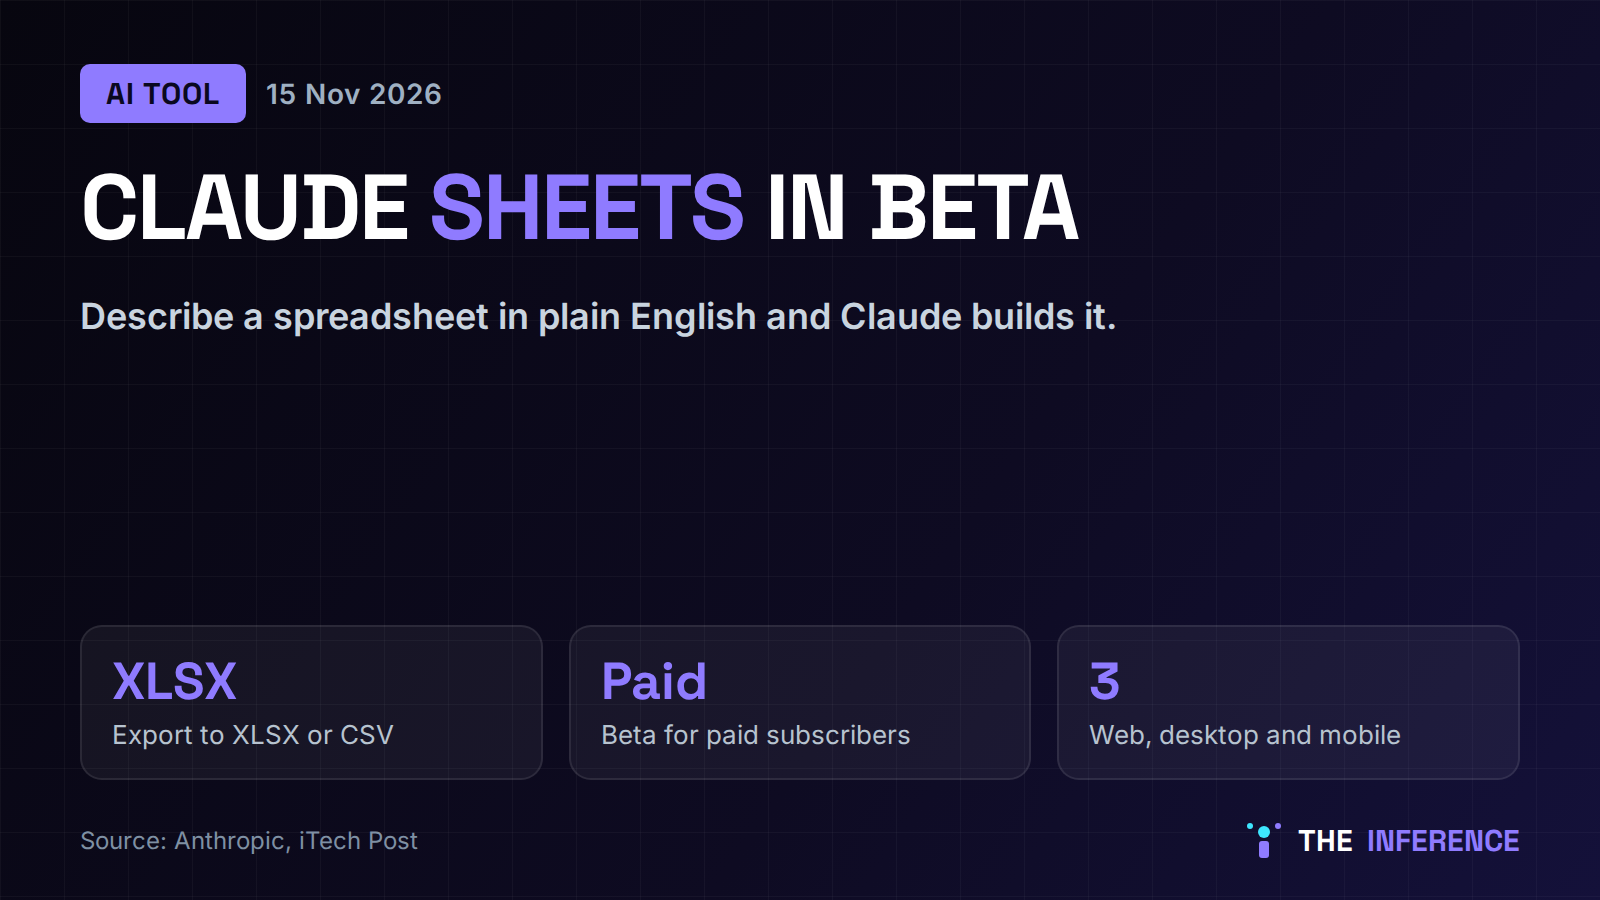 AI TOOL
15 Nov 2026
CLAUDE SHEETS IN BETA
Describe a spreadsheet in plain English and Claude builds it.
XLSX
Export to XLSX or CSV
Paid
Beta for paid subscribers
3
Web, desktop and mobile
Source: Anthropic, iTech Post
THE INFERENCE